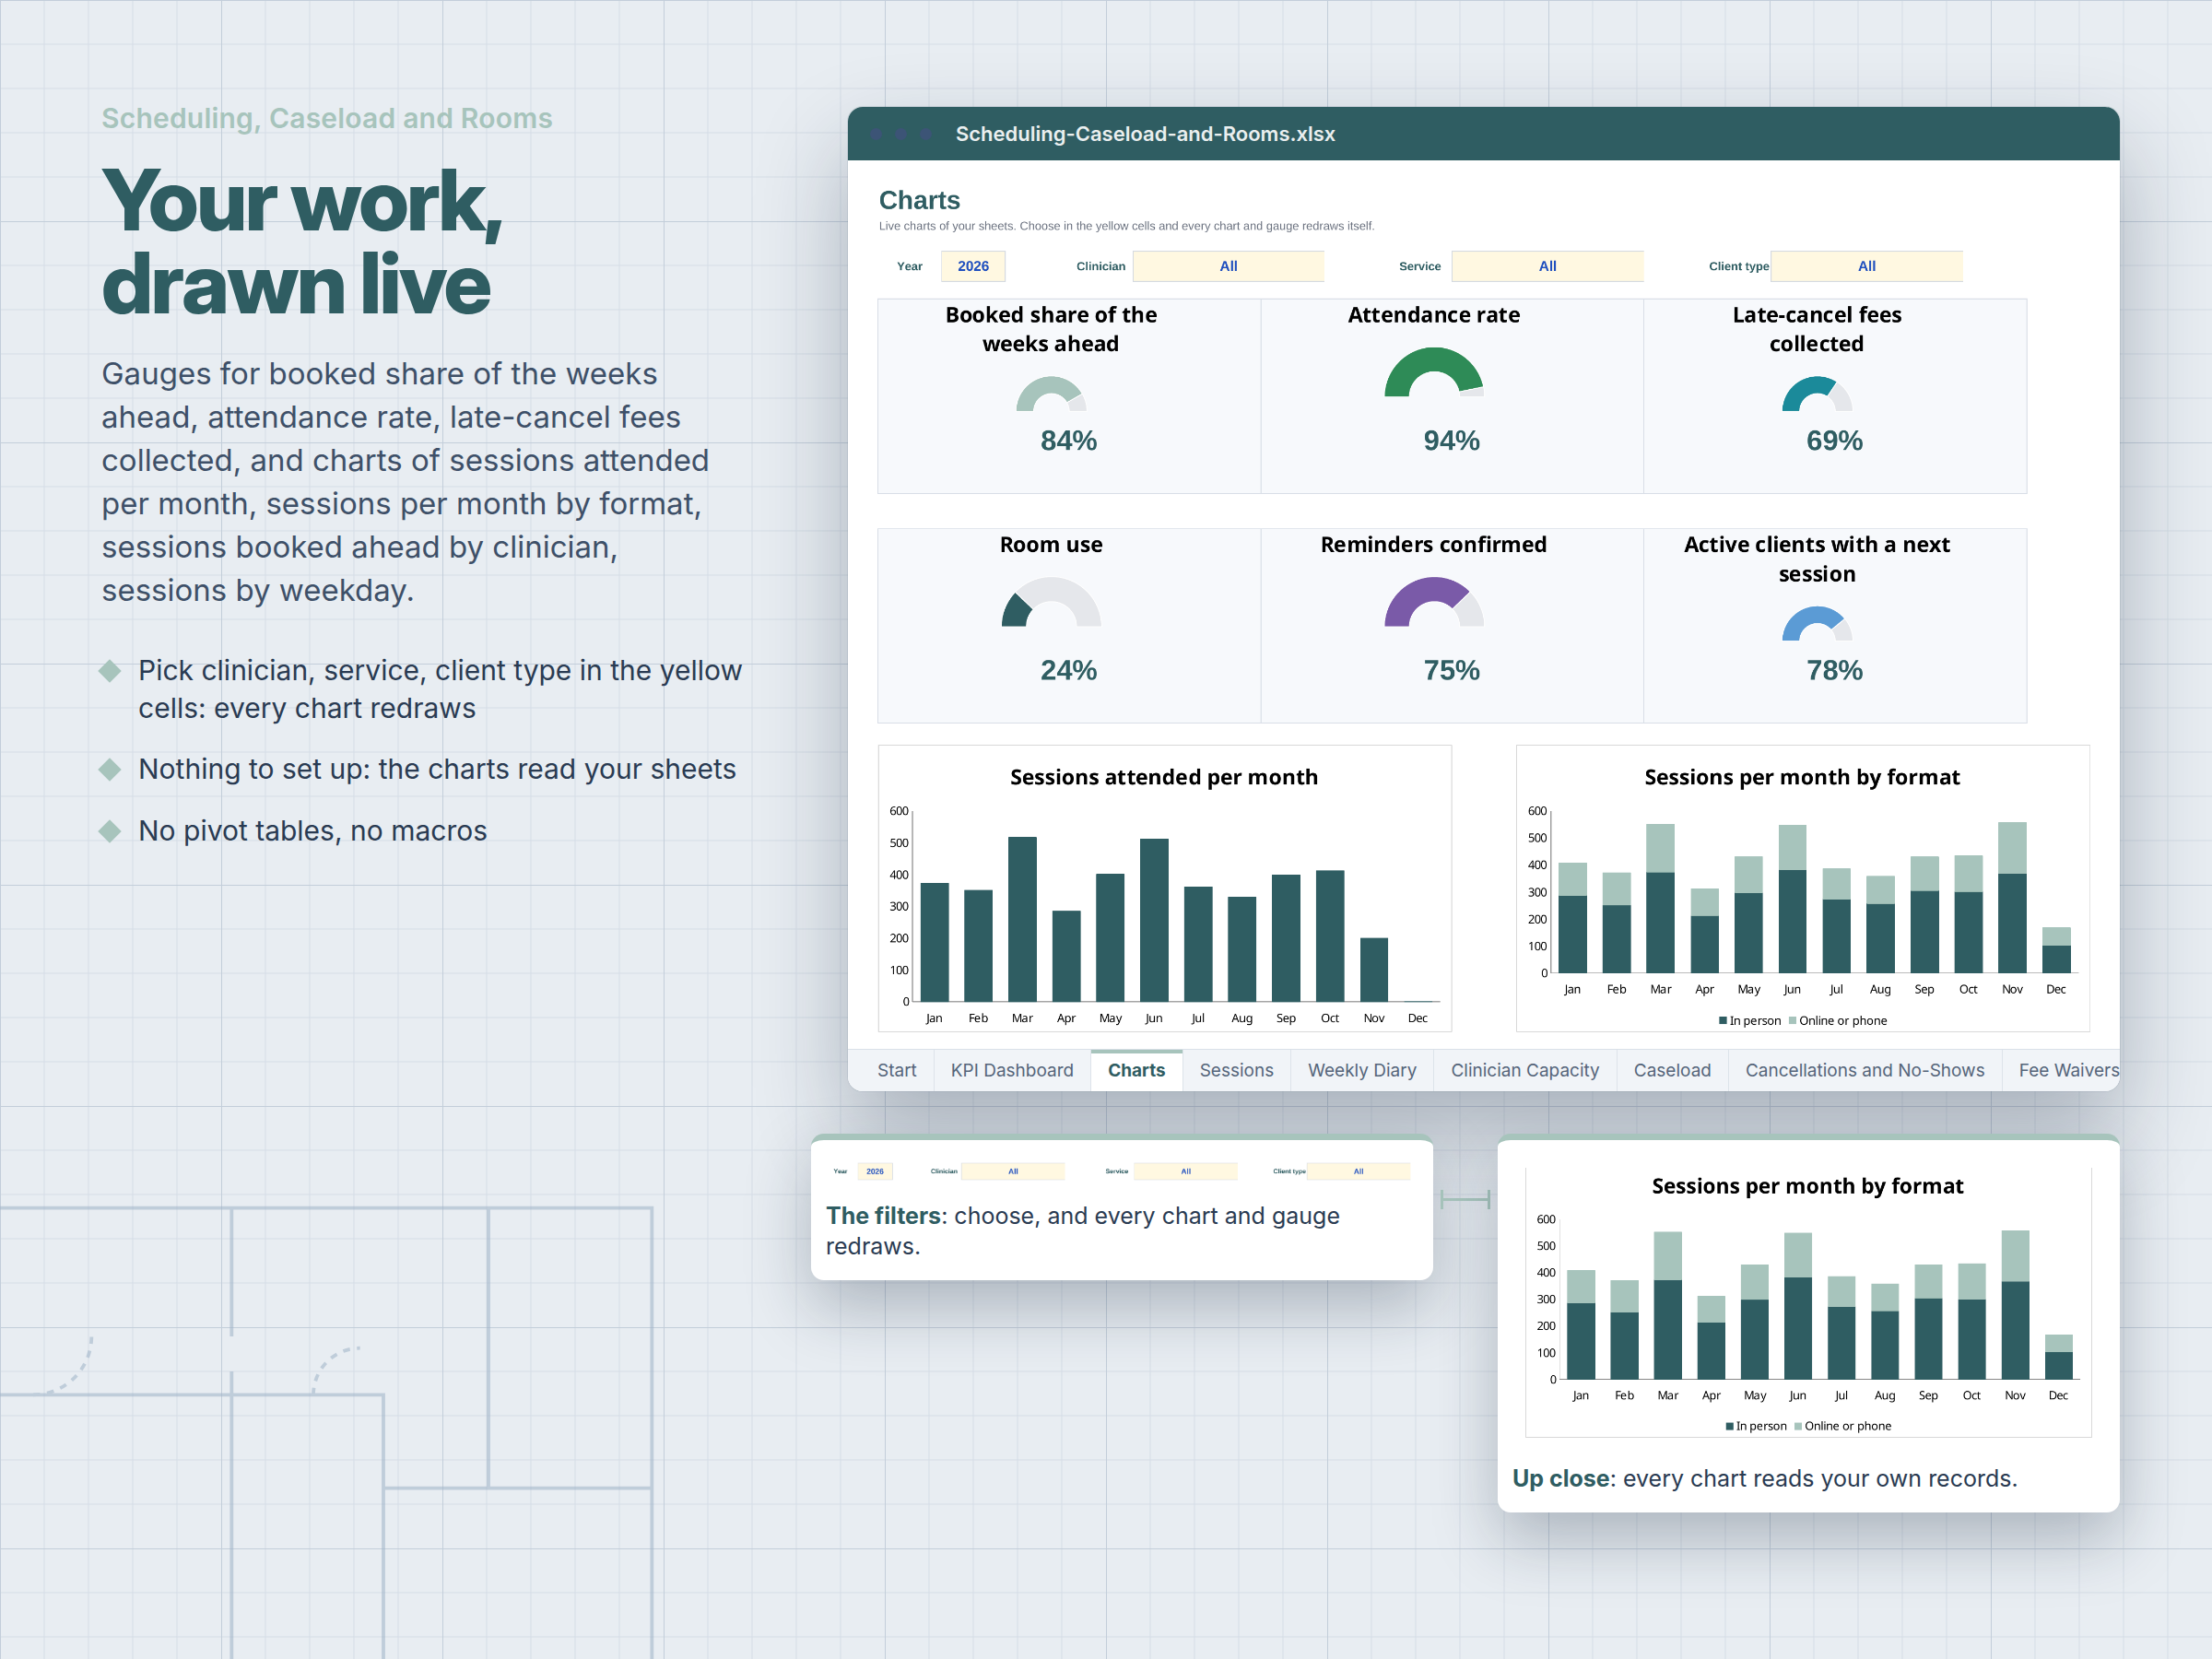 Scheduling, Caseload and Rooms
Your work,
drawn live
Gauges for booked share of the weeks
ahead, attendance rate, late-cancel fees
collected, and charts of sessions attended
per month, sessions per month by format,
sessions booked ahead by clinician,
sessions by weekday.
Pick clinician, service, client type in the yellow
cells: every chart redraws
Nothing to set up: the charts read your sheets
No pivot tables, no macros
Scheduling-Caseload-and-Rooms.xlsx
Charts
Live charts of your sheets. Choose in the yellow cells and every chart and gauge redraws itself.
Year 2026 Clinician All Service All Client type All
Booked share of the
weeks ahead
84%
Attendance rate
94%
Late-cancel fees
collected
69%
Room use
24%
Reminders confirmed
75%
Active clients with a next
session
78%
Sessions attended per month
600
500
400
300
200
100
0
Jan Feb Mar Apr May Jun Jul Aug Sep Oct Nov Dec
Sessions per month by format
600
500
400
300
200
100
0
Jan Feb Mar Apr May Jun Jul Aug Sep Oct Nov Dec
In person Online or phone
Start KPI Dashboard Charts Sessions Weekly Diary Clinician Capacity Caseload Cancellations and No-Shows Fee Waivers
Year 2026 Clinician All Service All Client type All
The filters: choose, and every chart and gauge
redraws.
Sessions per month by format
600
500
400
300
200
100
0
Jan Feb Mar Apr May Jun Jul Aug Sep Oct Nov Dec
In person Online or phone
Up close: every chart reads your own records.